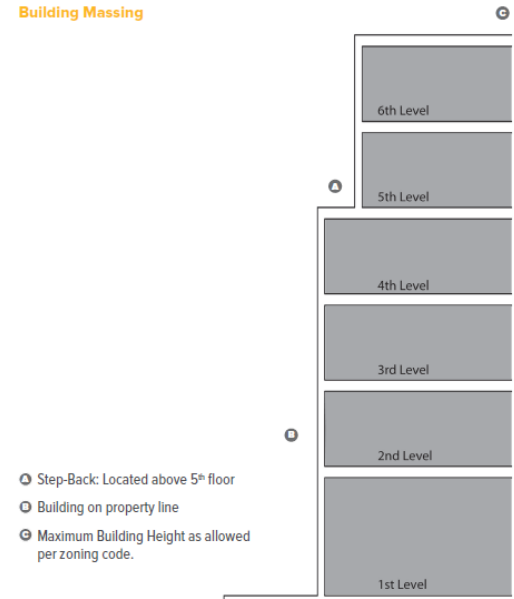 Building Massing
C
6th Level
A
5th Level
4th Level
3rd Level
B
2nd Level
A Step-Back: Located above 5th floor
B Building on property line
C Maximum Building Height as allowed
per zoning code.
1st Level